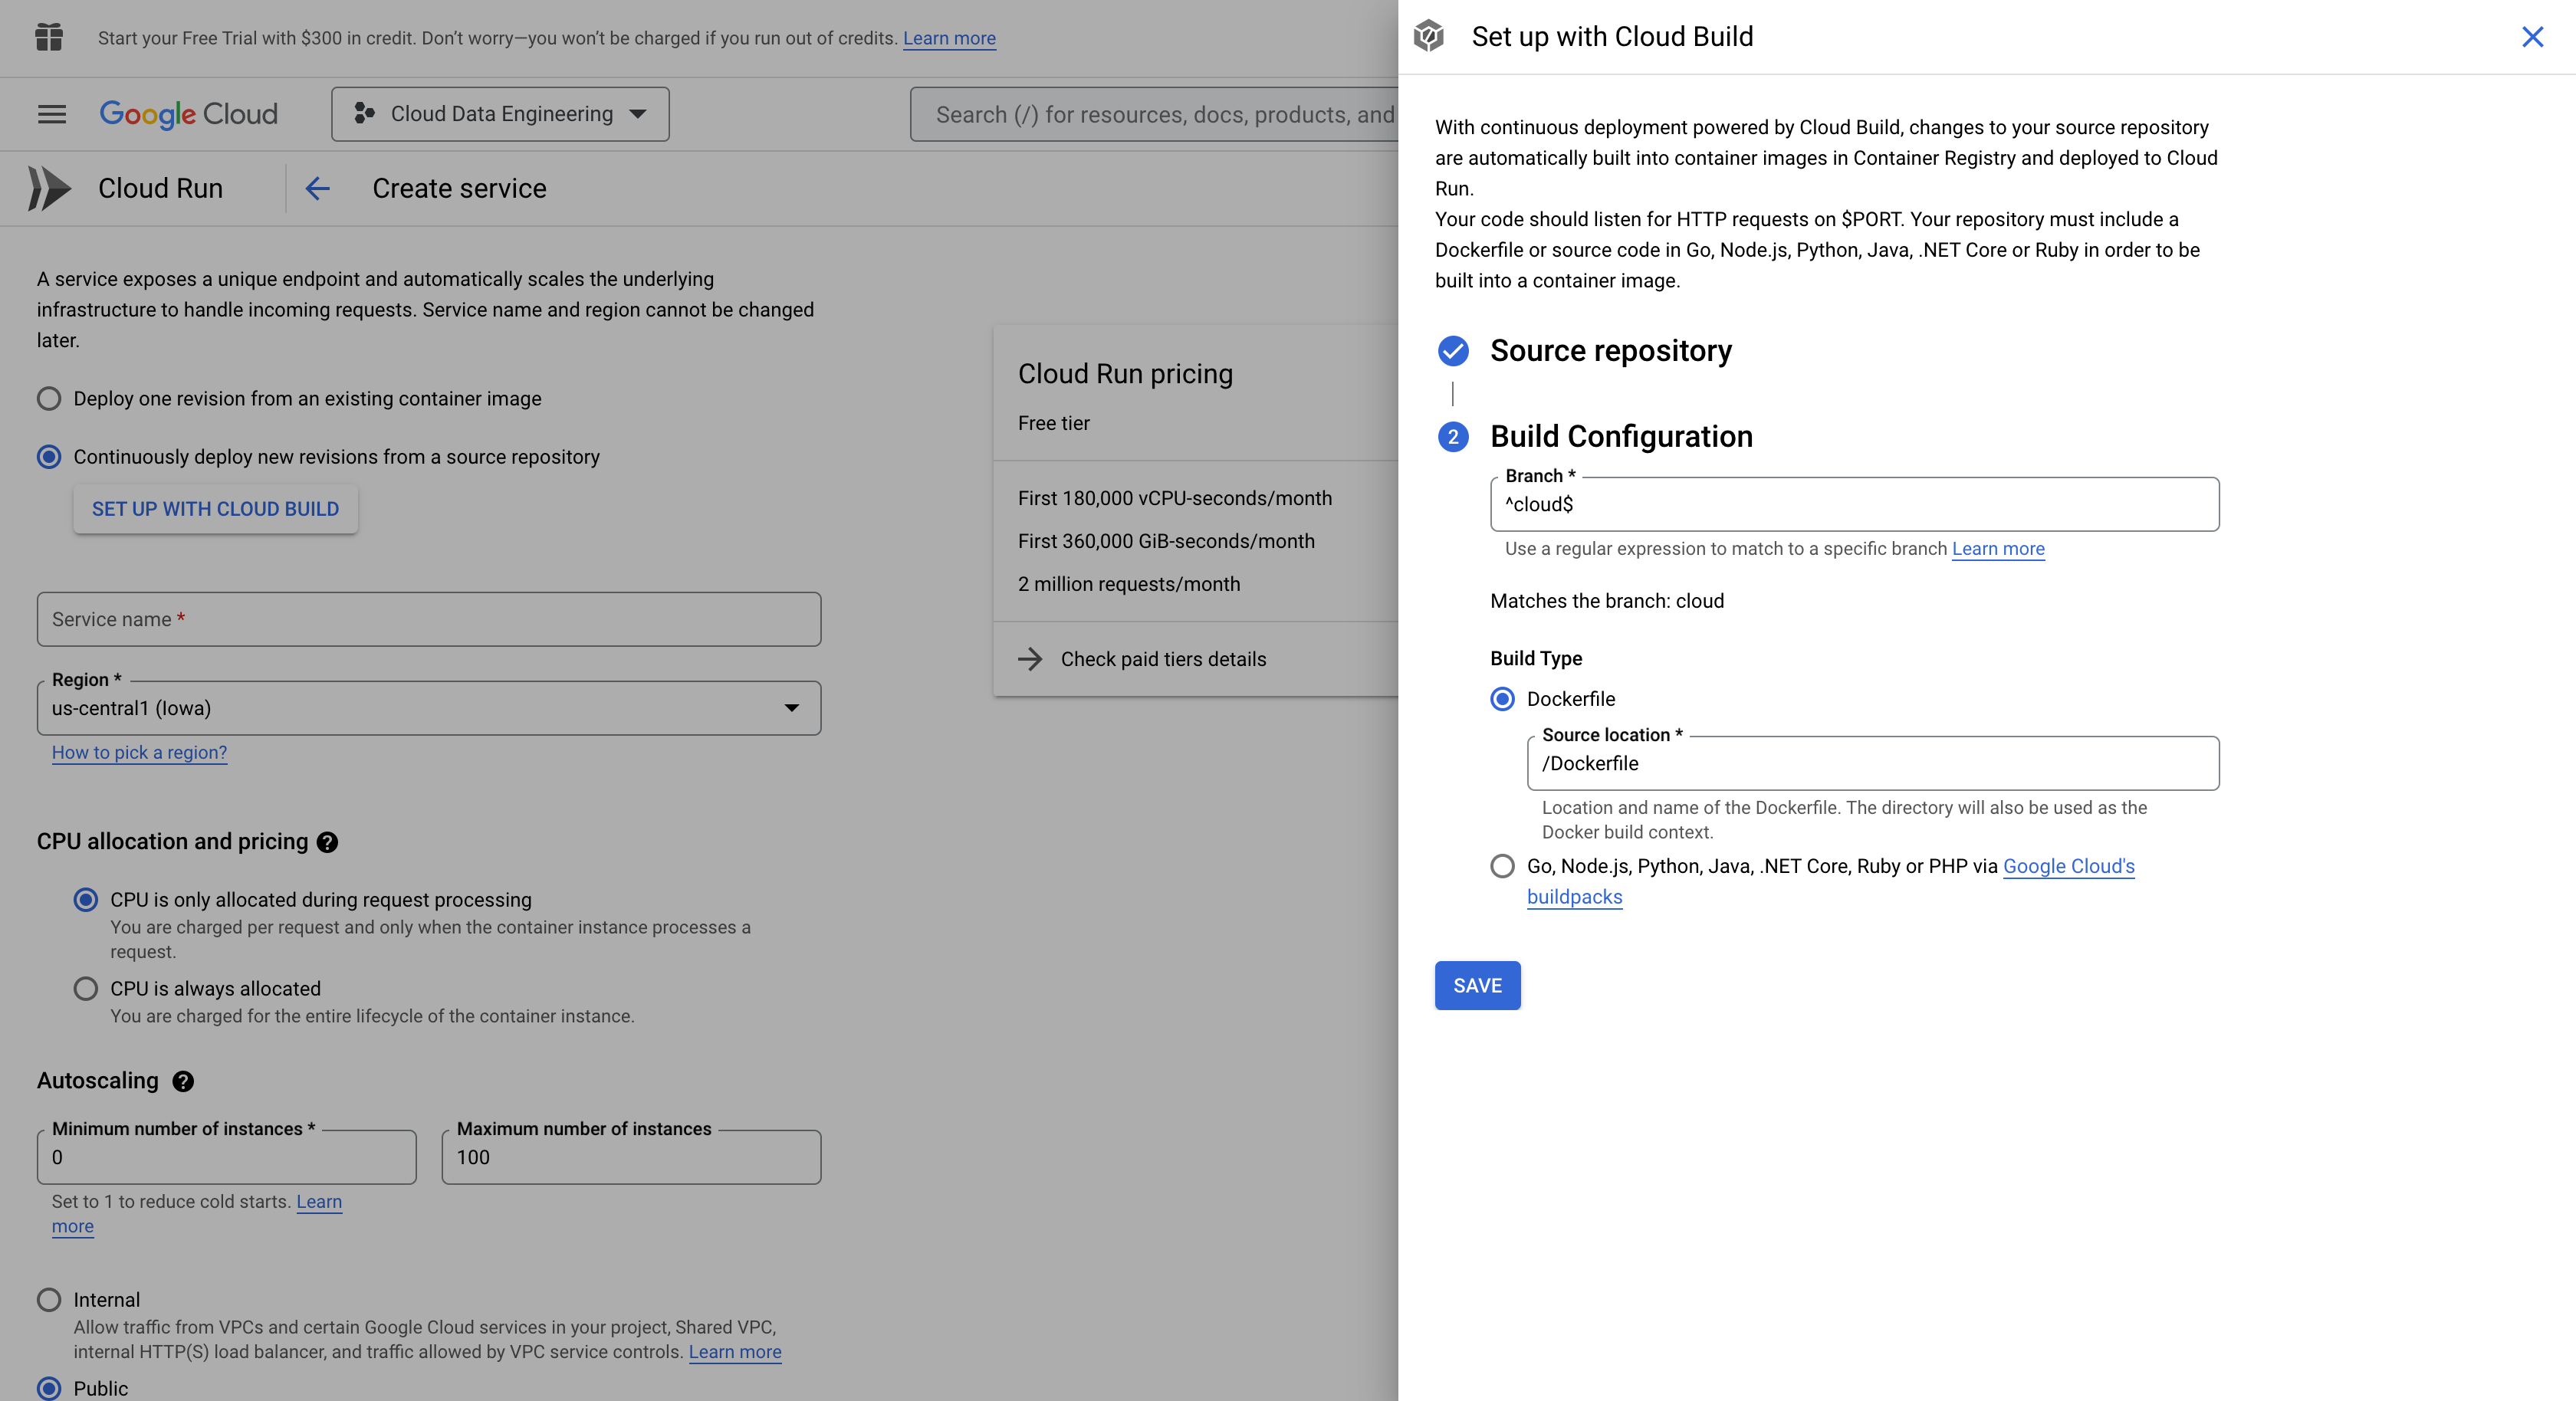 Start your Free Trial with $300 in credit. Don't worry—you won't be charged if you run out of credits. Learn more
Google Cloud
Cloud Data Engineering
Search (/) for resources, docs, products, and
Cloud Run
Create service
A service exposes a unique endpoint and automatically scales the underlying
infrastructure to handle incoming requests. Service name and region cannot be changed
later.
Deploy one revision from an existing container image
Continuously deploy new revisions from a source repository
SET UP WITH CLOUD BUILD
Service name *
Region *
us-central1 (Iowa)
How to pick a region?
CPU allocation and pricing
CPU is only allocated during request processing
You are charged per request and only when the container instance processes a
request.
CPU is always allocated
You are charged for the entire lifecycle of the container instance.
Autoscaling
Minimum number of instances *
0
Maximum number of instances
100
Set to 1 to reduce cold starts. Learn
more
Internal
Allow traffic from VPCs and certain Google Cloud services in your project, Shared VPC,
internal HTTP(S) load balancer, and traffic allowed by VPC service controls. Learn more
Public
Cloud Run pricing
Free tier
First 180,000 vCPU-seconds/month
First 360,000 GiB-seconds/month
2 million requests/month
Check paid tiers details
Set up with Cloud Build
With continuous deployment powered by Cloud Build, changes to your source repository
are automatically built into container images in Container Registry and deployed to Cloud
Run.
Your code should listen for HTTP requests on $PORT. Your repository must include a
Dockerfile or source code in Go, Node.js, Python, Java, .NET Core or Ruby in order to be
built into a container image.
Source repository
2
Build Configuration
Branch *
^cloud$
Use a regular expression to match to a specific branch Learn more
Matches the branch: cloud
Build Type
Dockerfile
Source location *
/Dockerfile
Location and name of the Dockerfile. The directory will also be used as the
Docker build context.
Go, Node.js, Python, Java, .NET Core, Ruby or PHP via Google Cloud's
buildpacks
SAVE